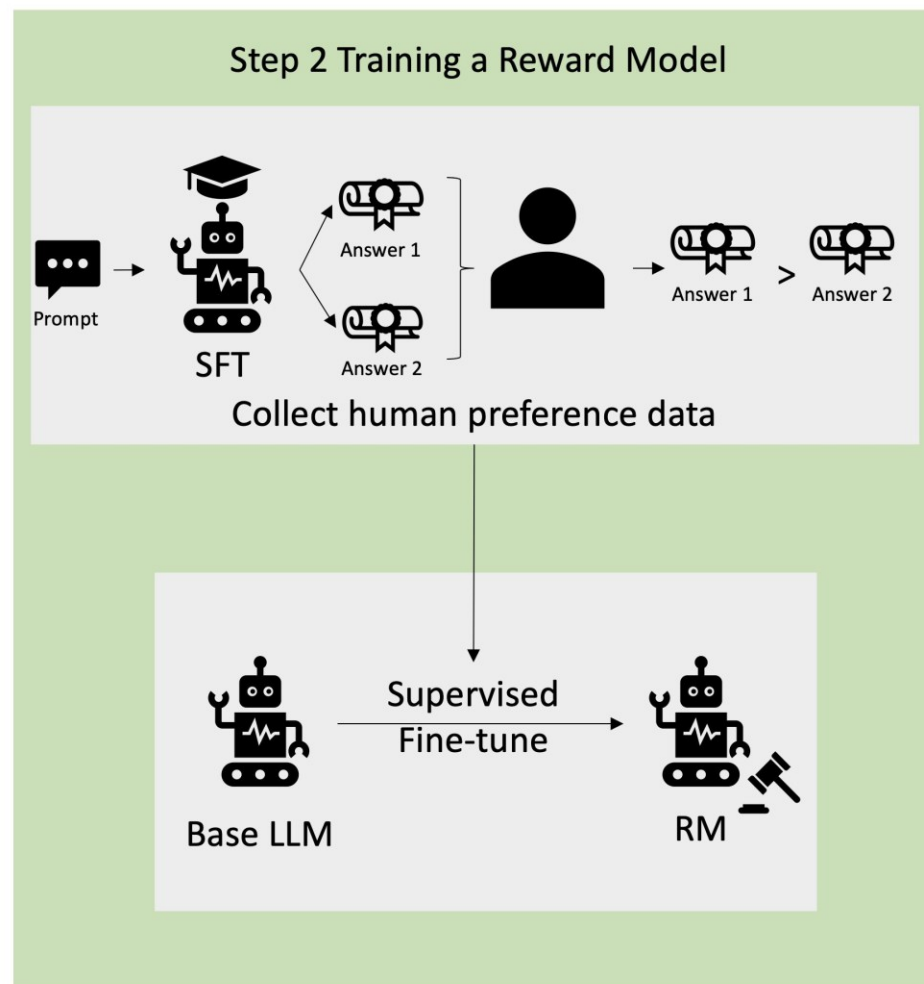 Step 2 Training a Reward Model
Prompt
SFT
Answer 1
Answer 2
Answer 1
>
Answer 2
Collect human preference data
Base LLM
Supervised
Fine-tune
RM